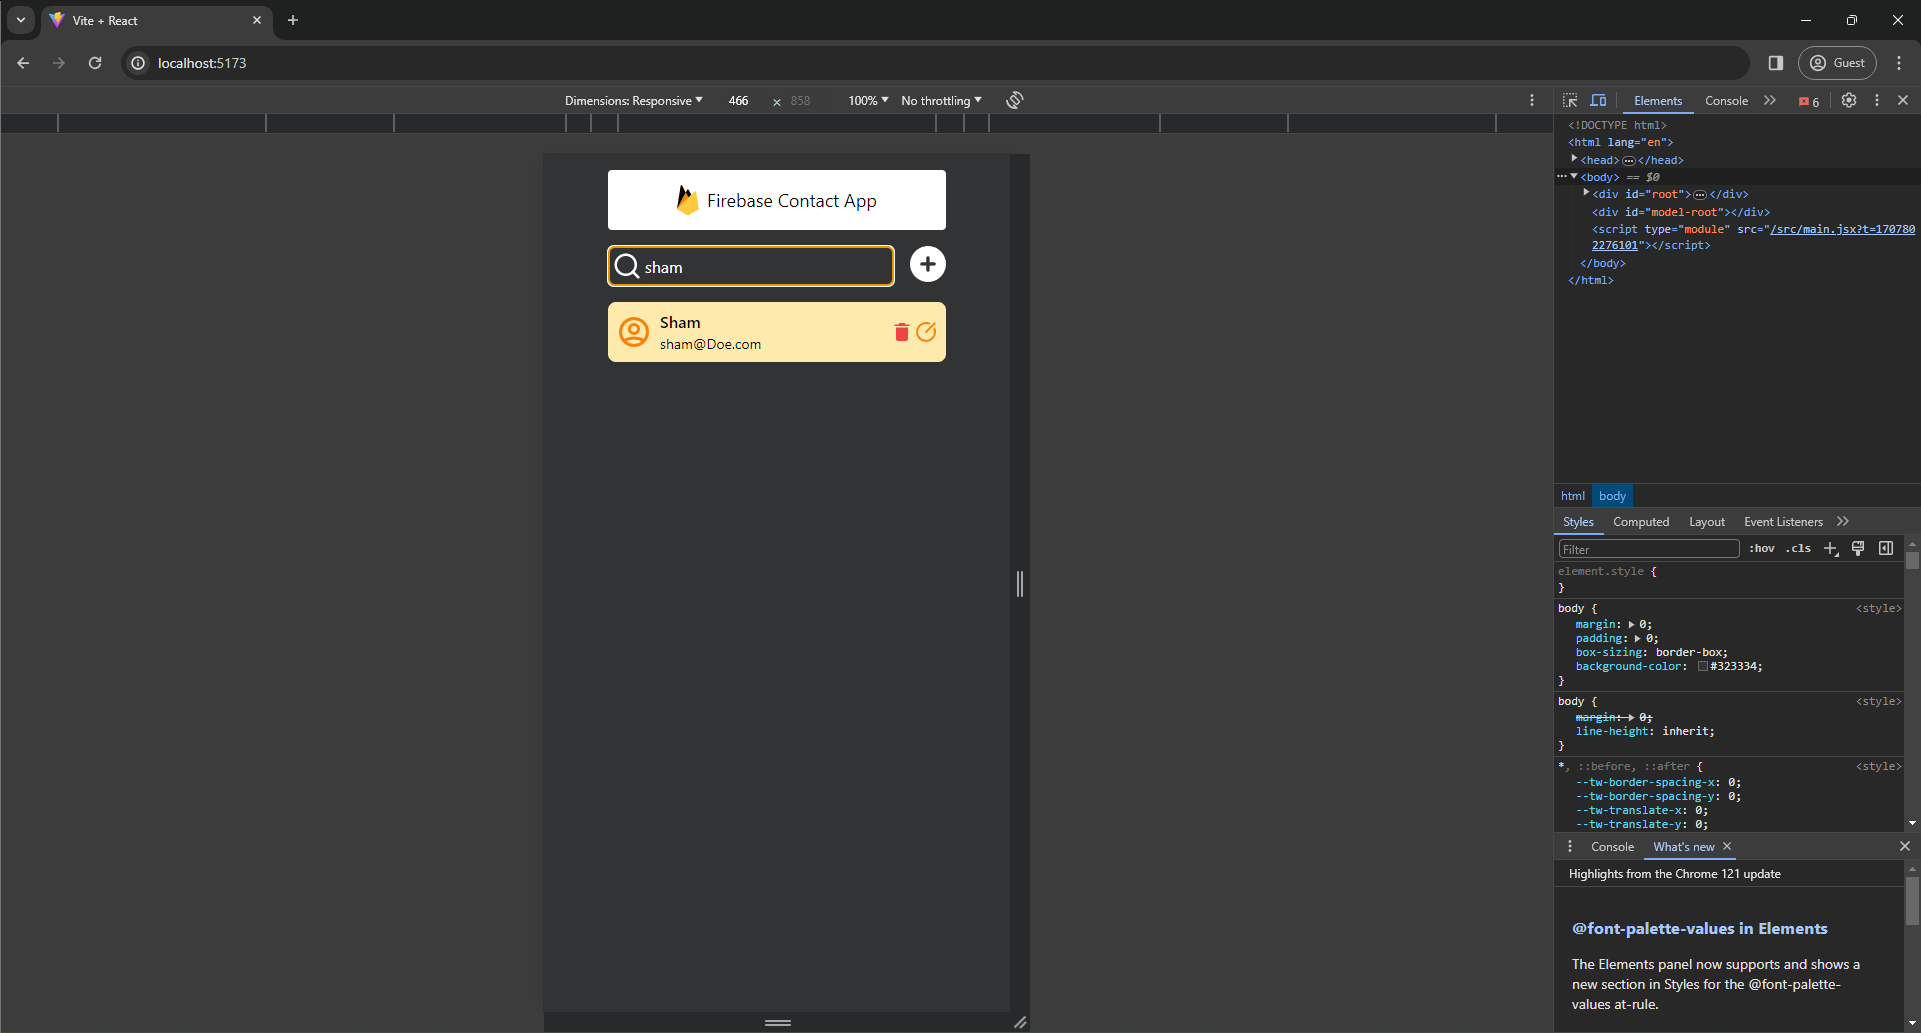 Vite + React
localhost:5173
Guest
Dimensions: Responsive 466 × 858 100% No throttling
Elements Console 6
<!DOCTYPE html>
<html lang="en">
<head> </head>
<body> == $0
<div id="root"> </div>
<div id="model-root"></div>
<script type="module" src="/src/main.jsx?t=170780
2276101"></script>
</body>
</html>
Firebase Contact App
sham
Sham
sham@Doe.com
html body
Styles Computed Layout Event Listeners
Filter :hov .cls
element.style {
}
body { <style>
margin: 0;
padding: 0;
box-sizing: border-box;
background-color: #323334;
}
body { <style>
margin: 0;
line-height: inherit;
}
*, ::before, ::after { <style>
--tw-border-spacing-x: 0;
--tw-border-spacing-y: 0;
--tw-translate-x: 0;
--tw-translate-y: 0;
Console What's new
Highlights from the Chrome 121 update
@font-palette-values in Elements
The Elements panel now supports and shows a
new section in Styles for the @font-palette-
values at-rule.